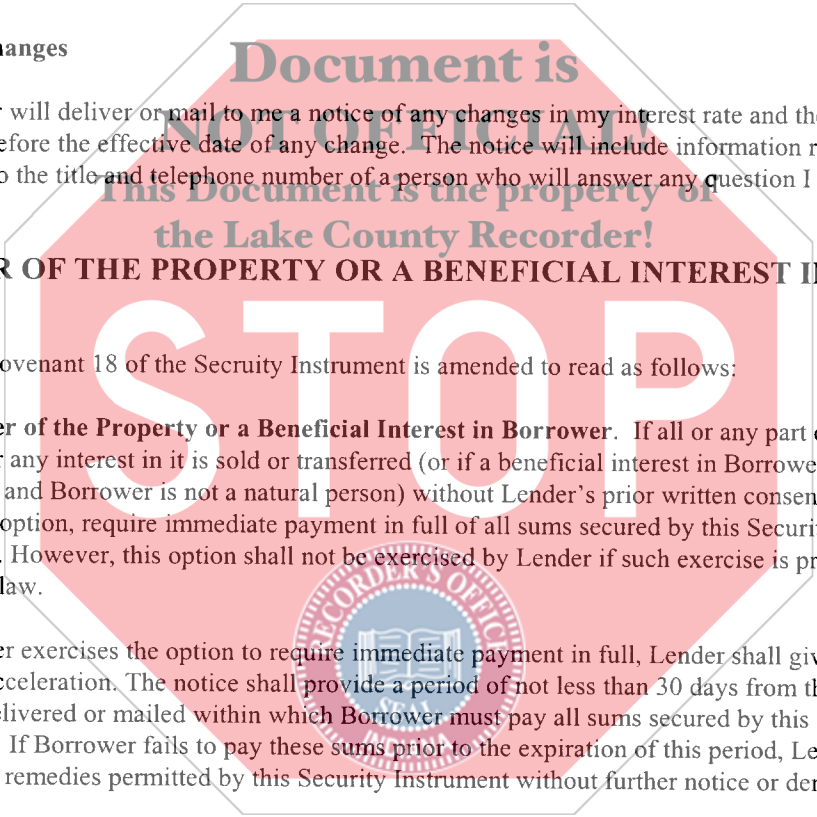 hanges
Document is
r will deliver or mail to me a notice of any changes in my interest rate and the
NOT OFFICIAL!
efore the effective date of any change. The notice will include information r
o the title and telephone number of a person who will answer any question I
This Document is the property of
the Lake County Recorder!
R OF THE PROPERTY OR A BENEFICIAL INTEREST IN
STOP
ovenant 18 of the Secruity Instrument is amended to read as follows:
er of the Property or a Beneficial Interest in Borrower. If all or any part o
r any interest in it is sold or transferred (or if a beneficial interest in Borrowe
and Borrower is not a natural person) without Lender's prior written consen
option, require immediate payment in full of all sums secured by this Securi
. However, this option shall not be exercised by Lender if such exercise is pr
law.
RECORDER'S OFFICE
er exercises the option to require immediate payment in full, Lender shall giv
cceleration. The notice shall provide a period of not less than 30 days from th
elivered or mailed within which Borrower must pay all sums secured by this
SEAL
If Borrower fails to pay these sums prior to the expiration of this period, Le
remedies permitted by this Security Instrument without further notice or der